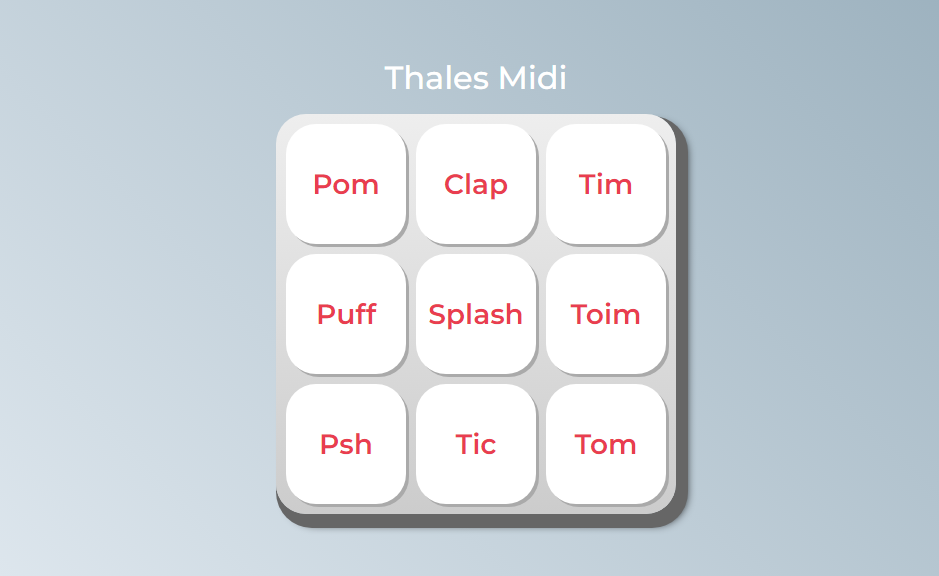 Thales Midi
Pom Clap Tim
Puff Splash Toim
Psh Tic Tom